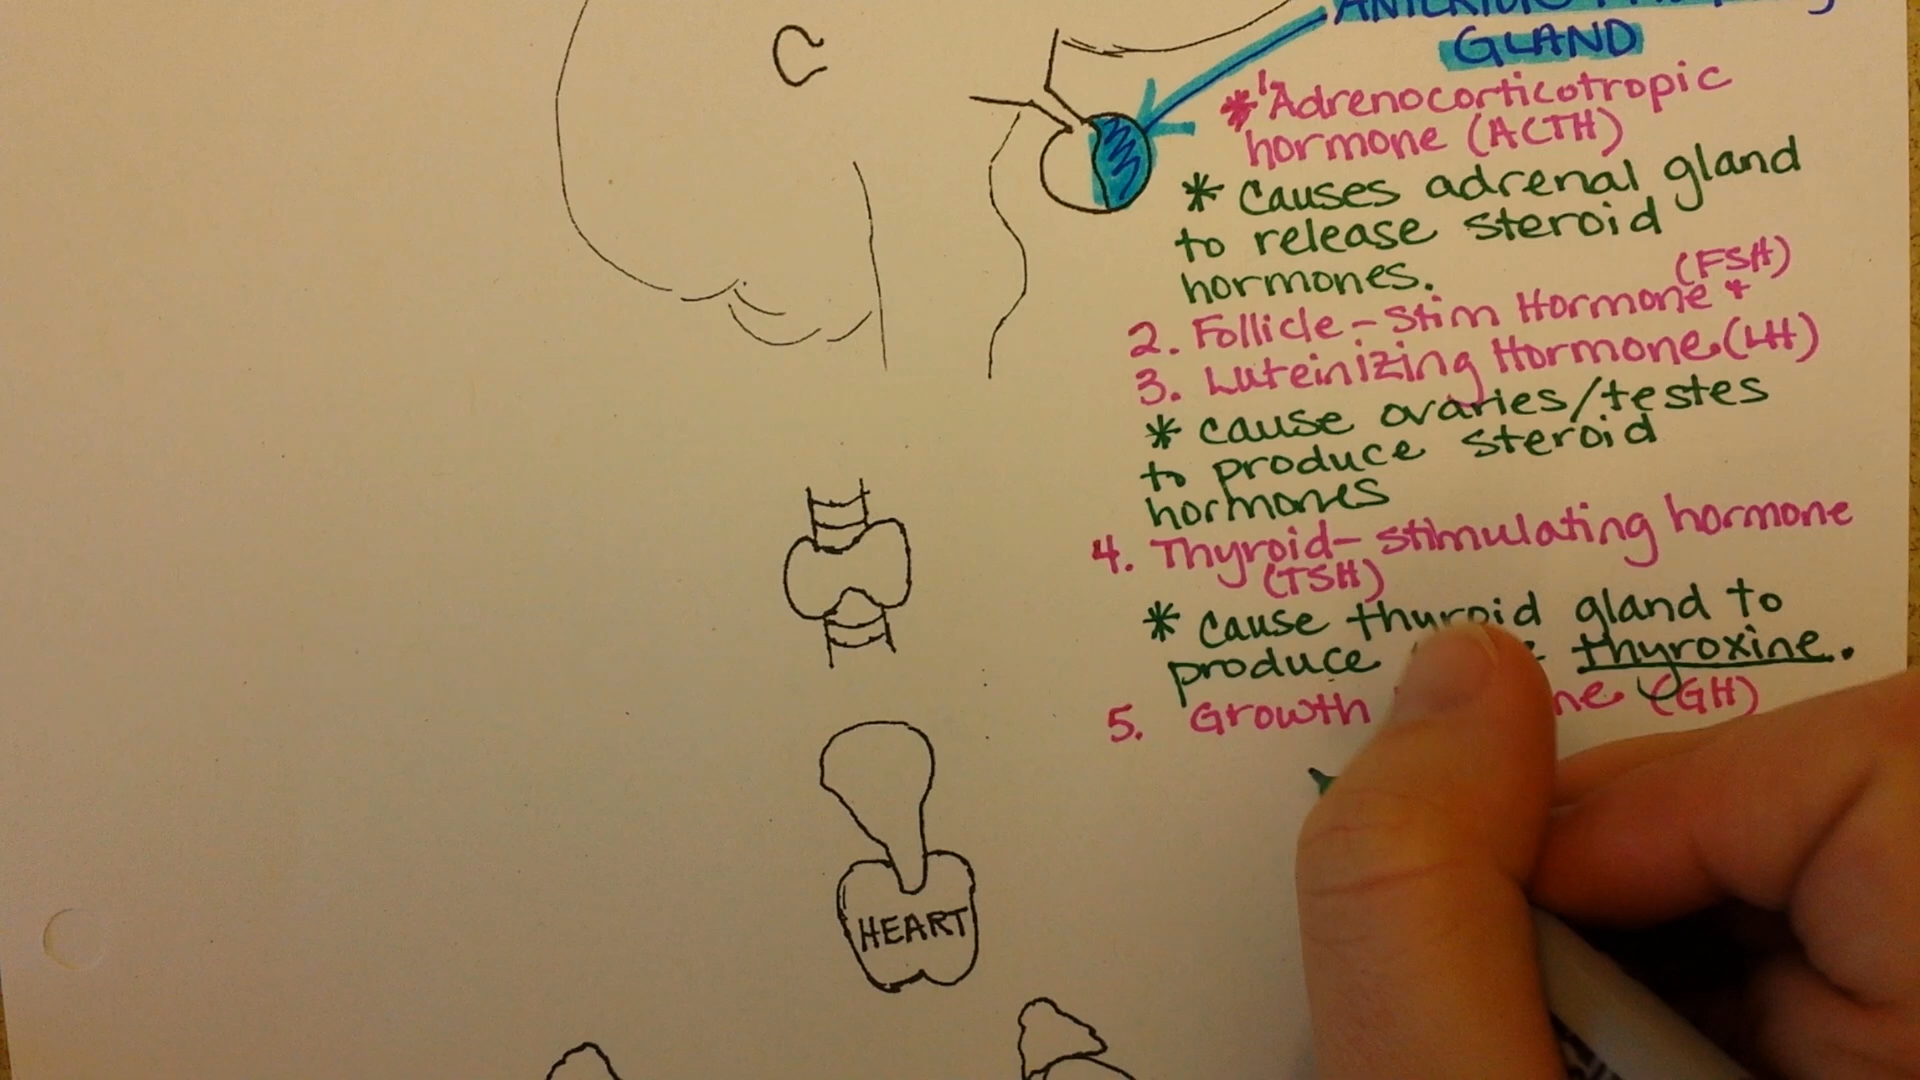 GLAND
*1Adrenocorticotropic
hormone (ACTH)
* causes adrenal gland
to release steroid
hormones.
(FSH)
2. Follicle-stim Hormone +
3. Luteinizing Hormone (LH)
* cause ovaries/testes
to produce steroid
hormones
4. Thyroid-stimulating hormone
(TSH)
* cause thyroid gland to
produce thyroxine.
5. Growth (GH)
HEART